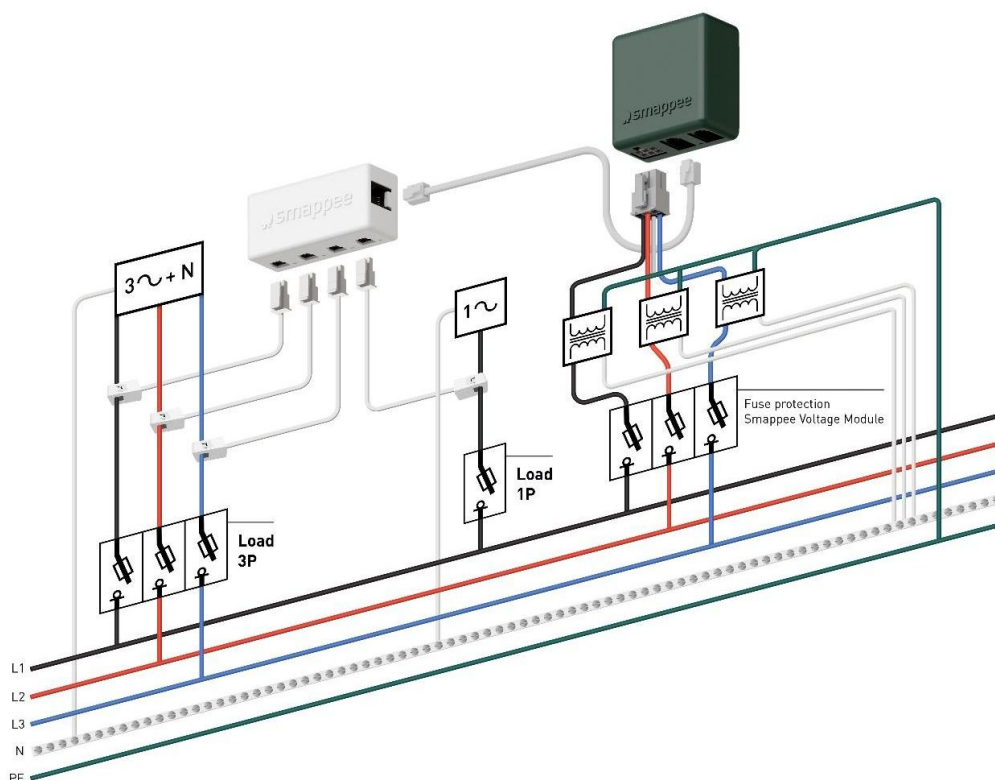 smappee
smappee
3 + N
1
Fuse protection
Smappee Voltage Module
Load
1P
Load
3P
L1
L2
L3
N
PE